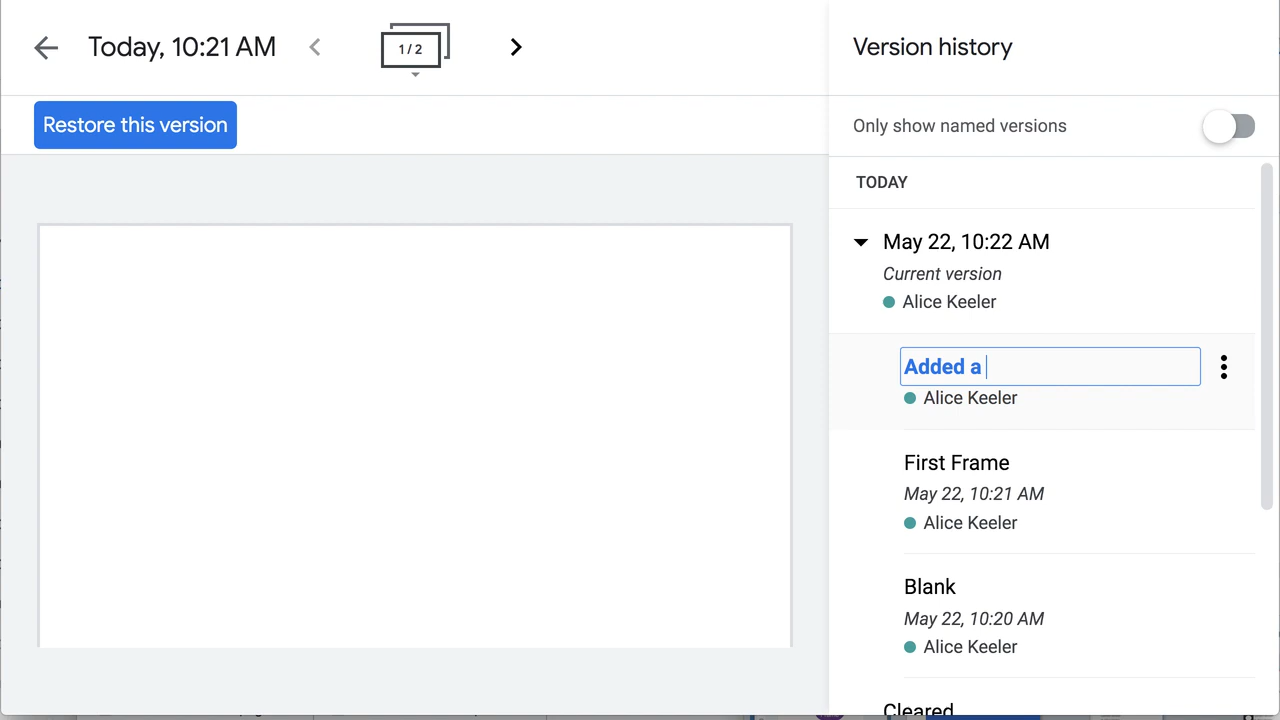 Today, 10:21 AM
1 / 2
Restore this version
Version history
Only show named versions
TODAY
May 22, 10:22 AM
Current version
Alice Keeler
Added a
Alice Keeler
First Frame
May 22, 10:21 AM
Alice Keeler
Blank
May 22, 10:20 AM
Alice Keeler
Cleared